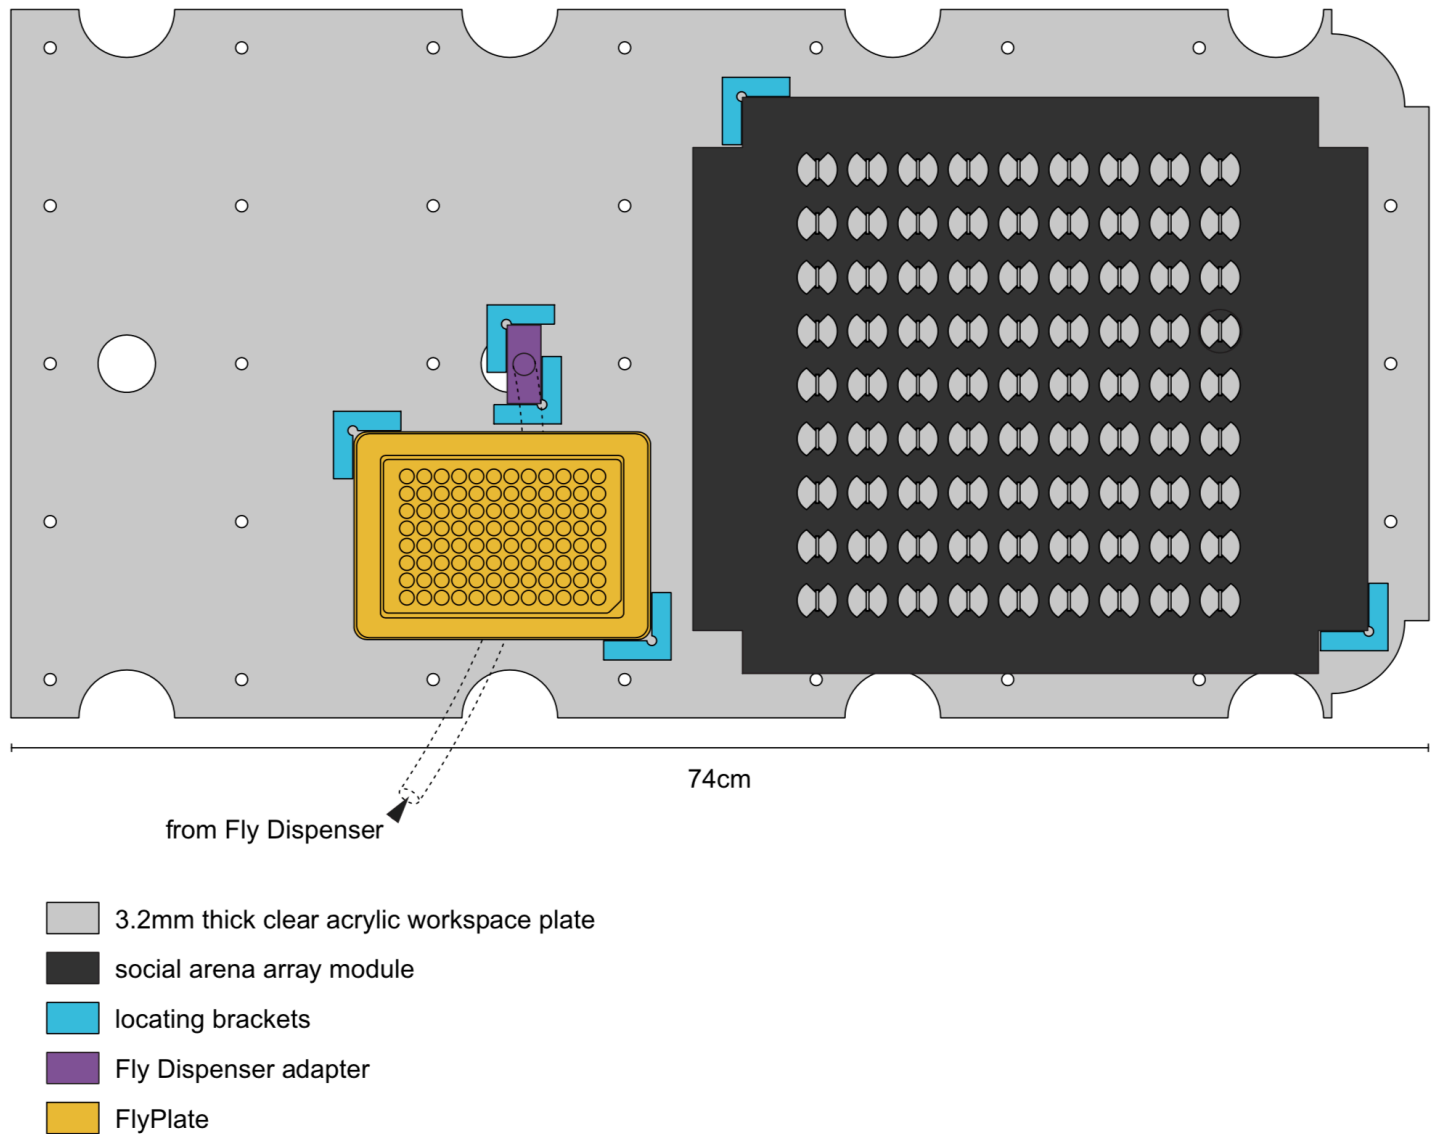 74cm
from Fly Dispenser
3.2mm thick clear acrylic workspace plate
social arena array module
locating brackets
Fly Dispenser adapter
FlyPlate